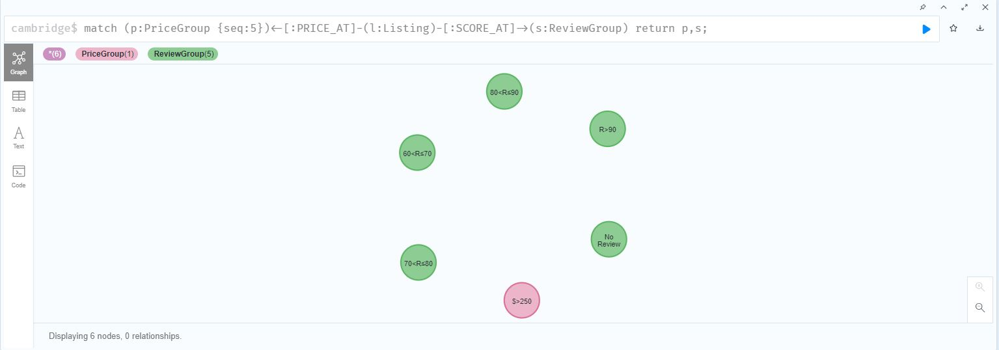 cambridge$ match (p:PriceGroup {seq:5})<-[:PRICE_AT]-(l:Listing)-[:SCORE_AT]->(s:ReviewGroup) return p,s;
*(6) PriceGroup(1) ReviewGroup(5)
Graph
Table
Text
Code
80<R≤90
R>90
60<R≤70
No
Review
70<R≤80
$>250
Displaying 6 nodes, 0 relationships.